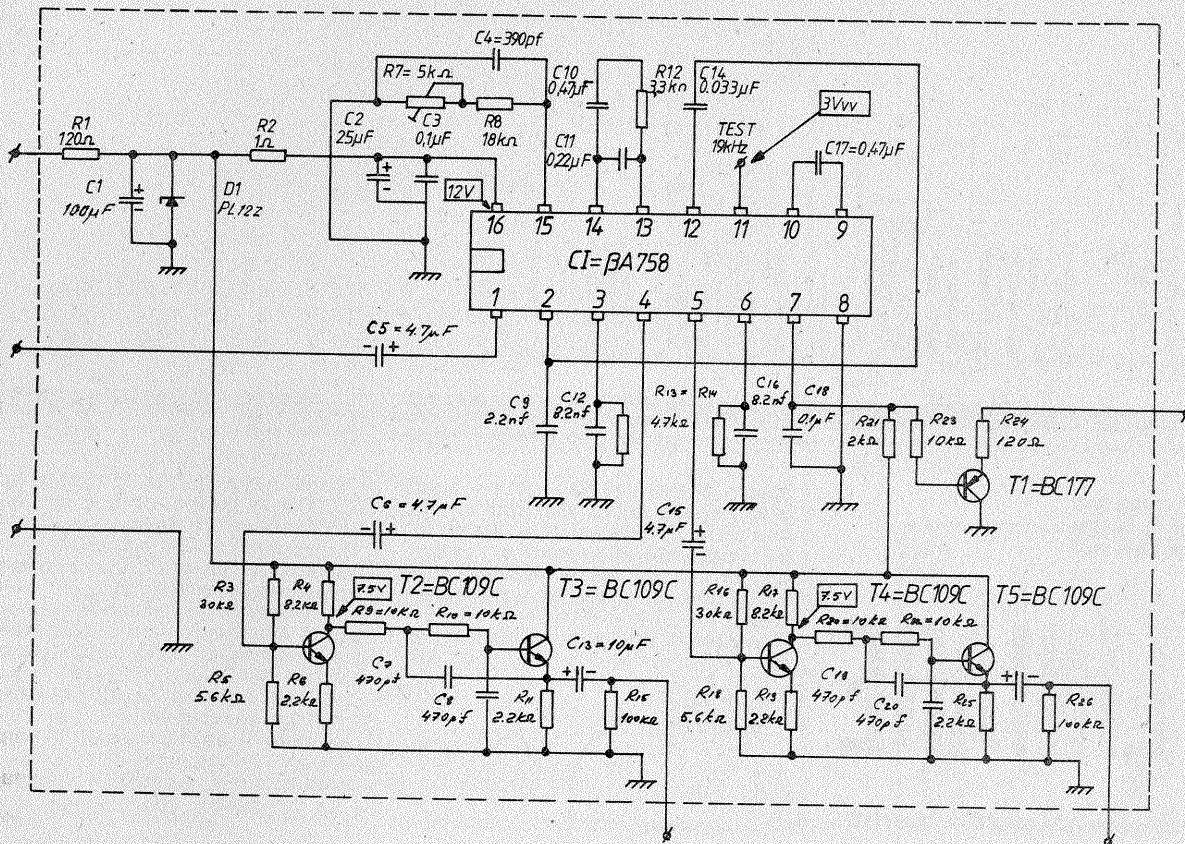 C4=390pf
R7= 5kΩ
C10
0,47µF
R12
3,3kΩ
C14
0.033µF
3Vvv
R1
120Ω
R2
1Ω
C2
25µF
C3
0,1µF
R8
18kΩ
C11
0,22µF
TEST
19kHz
C17=0,47µF
C1
100µF
D1
PL12Z
12V
16 15 14 13 12 11 10 9
CI=βA758
1 2 3 4 5 6 7 8
C5 = 4.7µF
C9
2.2nf
C12
8.2nf
R13= R14
4.7kΩ
C16
8.2nf
C18
0.1µF
R21
2kΩ
R23
10kΩ
R24
120Ω
T1=BC177
C6 = 4.7µF
C15
4.7µF
R3
30kΩ
R4
8.2kΩ
7.5V
T2=BC109C
T3= BC109C
R16
30kΩ
R17
8.2kΩ
7.5V
T4=BC109C
T5=BC109C
R9=10kΩ
R10=10kΩ
R20=10kΩ
R22=10kΩ
C13=10µF
R5
5.6kΩ
R6
2.2kΩ
C7
470pf
C8
470pf
R11
2.2kΩ
R15
100kΩ
R18
5.6kΩ
R19
2.2kΩ
C19
470pf
C20
470pf
R25
2.2kΩ
R26
100kΩ